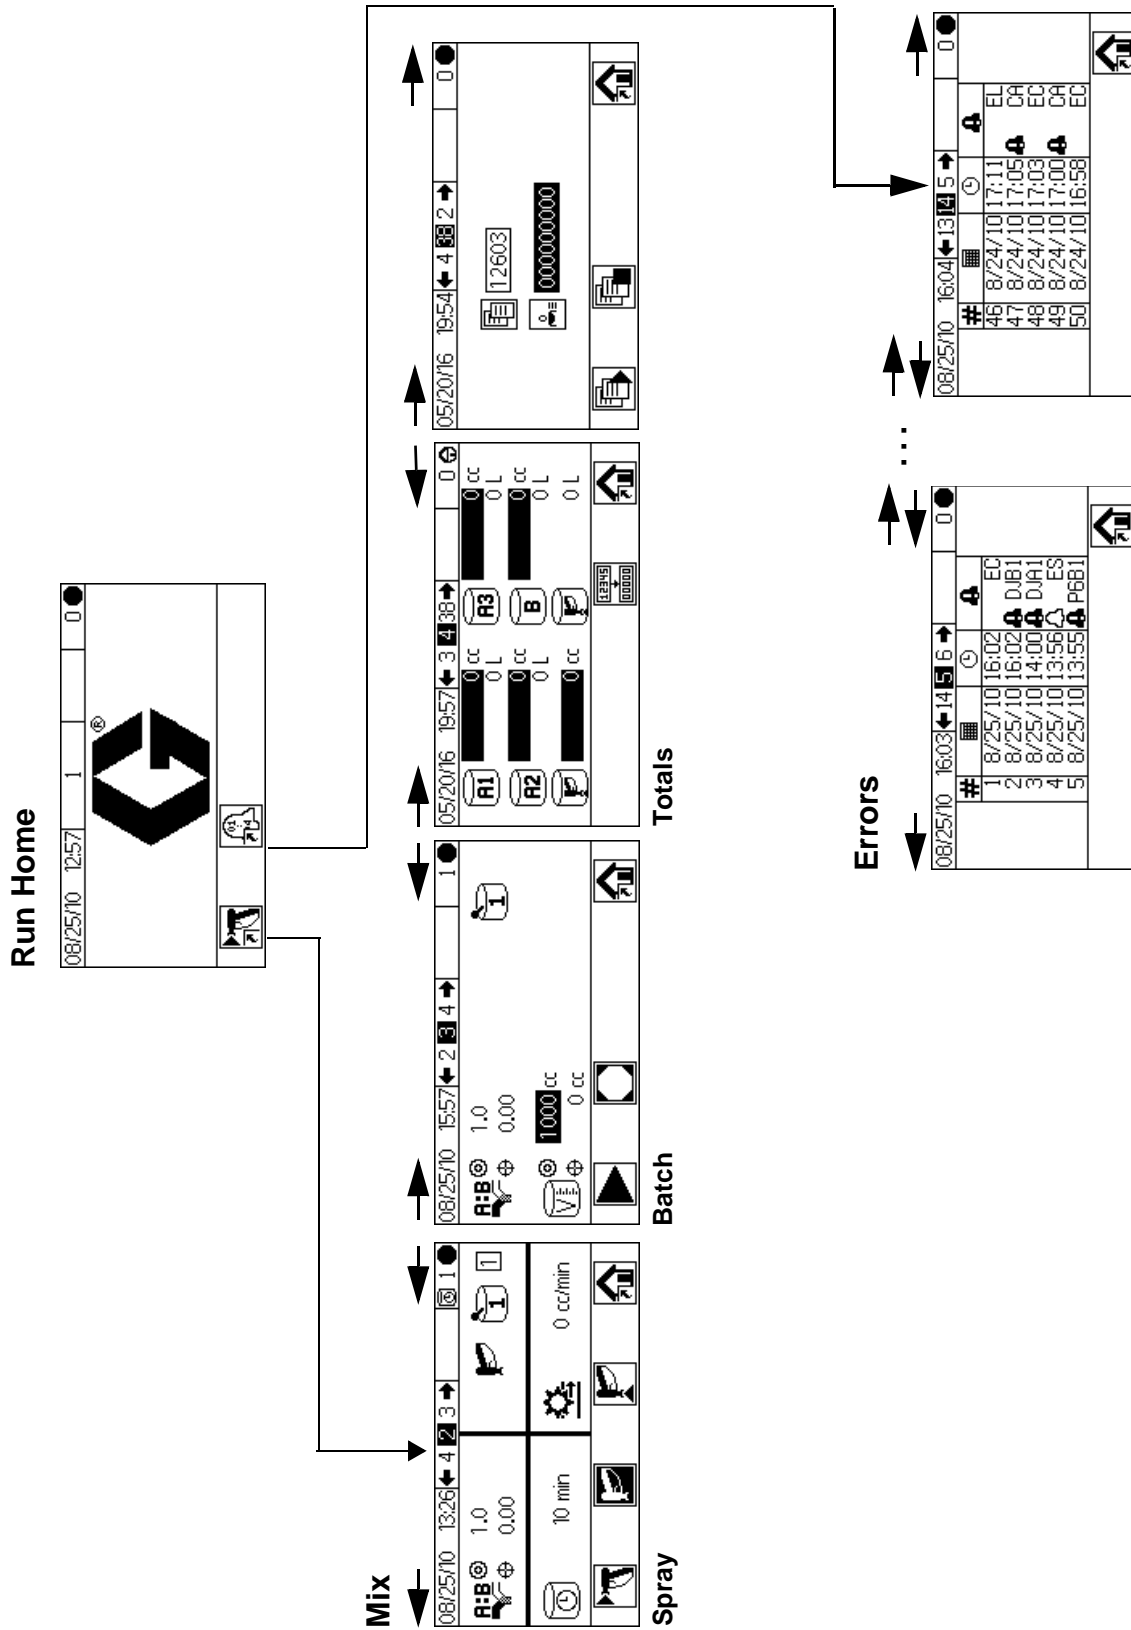 Run Home
08/25/10 12:57 1 0
®
Mix
08/25/10 13:26 4 2 3 1
A:B 1.0
0.00
1 1
10 min 0 cc/min
Spray
08/25/10 15:57 2 3 4 1
A:B 1.0
0.00
1
1000 cc
0 cc
Batch
05/20/16 19:57 3 4 38 0
A1 0 cc A3 0 cc
0 L 0 L
A2 0 cc B 0 cc
0 L 0 L
0 cc 0 L
12345
00000
Totals
05/20/16 19:54 4 38 2 0
12603
000000000
Errors
08/25/10 16:03 14 5 6 0
#
1 8/25/10 16:02 EC
2 8/25/10 16:02 DJB1
3 8/25/10 14:00 DJA1
4 8/25/10 13:56 ES
5 8/25/10 13:55 P6B1
...
08/25/10 16:04 13 14 5 0
#
46 8/24/10 17:11 EL
47 8/24/10 17:05 CA
48 8/24/10 17:03 EC
49 8/24/10 17:00 CA
50 8/24/10 16:58 EC